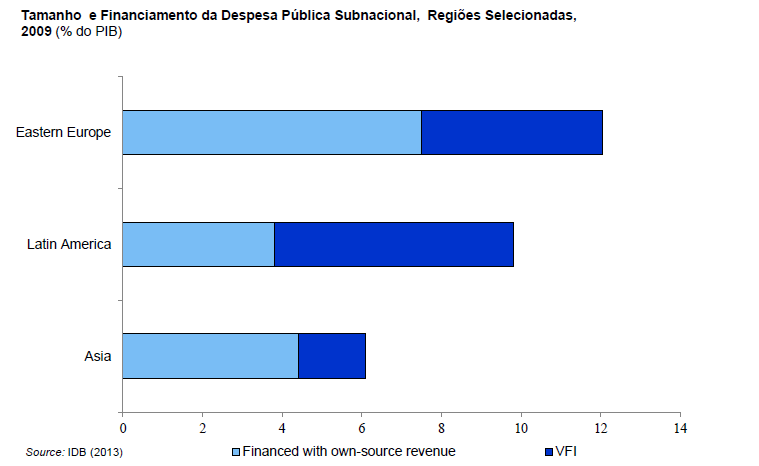 Tamanho e Financiamento da Despesa Pública Subnacional, Regiões Selecionadas,
2009 (% do PIB)
Eastern Europe
Latin America
Asia
0 2 4 6 8 10 12 14
Source: IDB (2013)
Financed with own-source revenue VFI